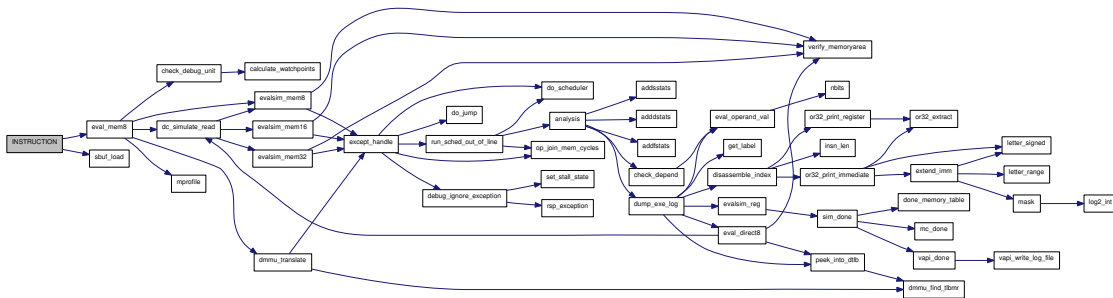 INSTRUCTION
eval_mem8
sbuf_load
check_debug_unit
dc_simulate_read
mprofile
dmmu_translate
calculate_watchpoints
evalsim_mem8
evalsim_mem16
evalsim_mem32
except_handle
do_jump
run_sched_out_of_line
debug_ignore_exception
do_scheduler
analysis
op_join_mem_cycles
set_stall_state
rsp_exception
addsstats
adddstats
addfstats
check_depend
dump_exe_log
eval_operand_val
get_label
disassemble_index
evalsim_reg
eval_direct8
verify_memoryarea
nbits
or32_print_register
insn_len
or32_print_immediate
sim_done
peek_into_dtlb
or32_extract
extend_imm
done_memory_table
mc_done
vapi_done
dmmu_find_tlbmr
letter_signed
letter_range
mask
vapi_write_log_file
log2_int